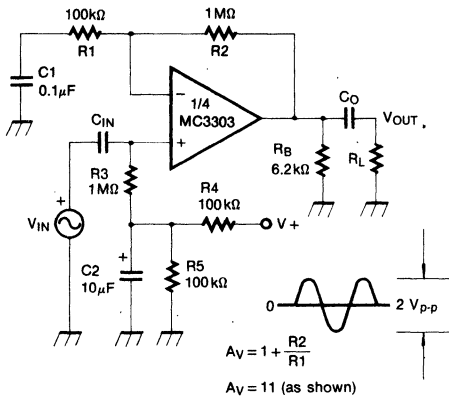 100kΩ
R1
1MΩ
R2
C1
0.1μF
1/4
MC3303
−
+
CIN
CO
VOUT
RB
6.2kΩ
RL
R3
1MΩ
R4
100kΩ
V+
+
VIN
+
C2
10μF
R5
100kΩ
0
2 Vp-p
AV = 1 + R2/R1
AV = 11 (as shown)